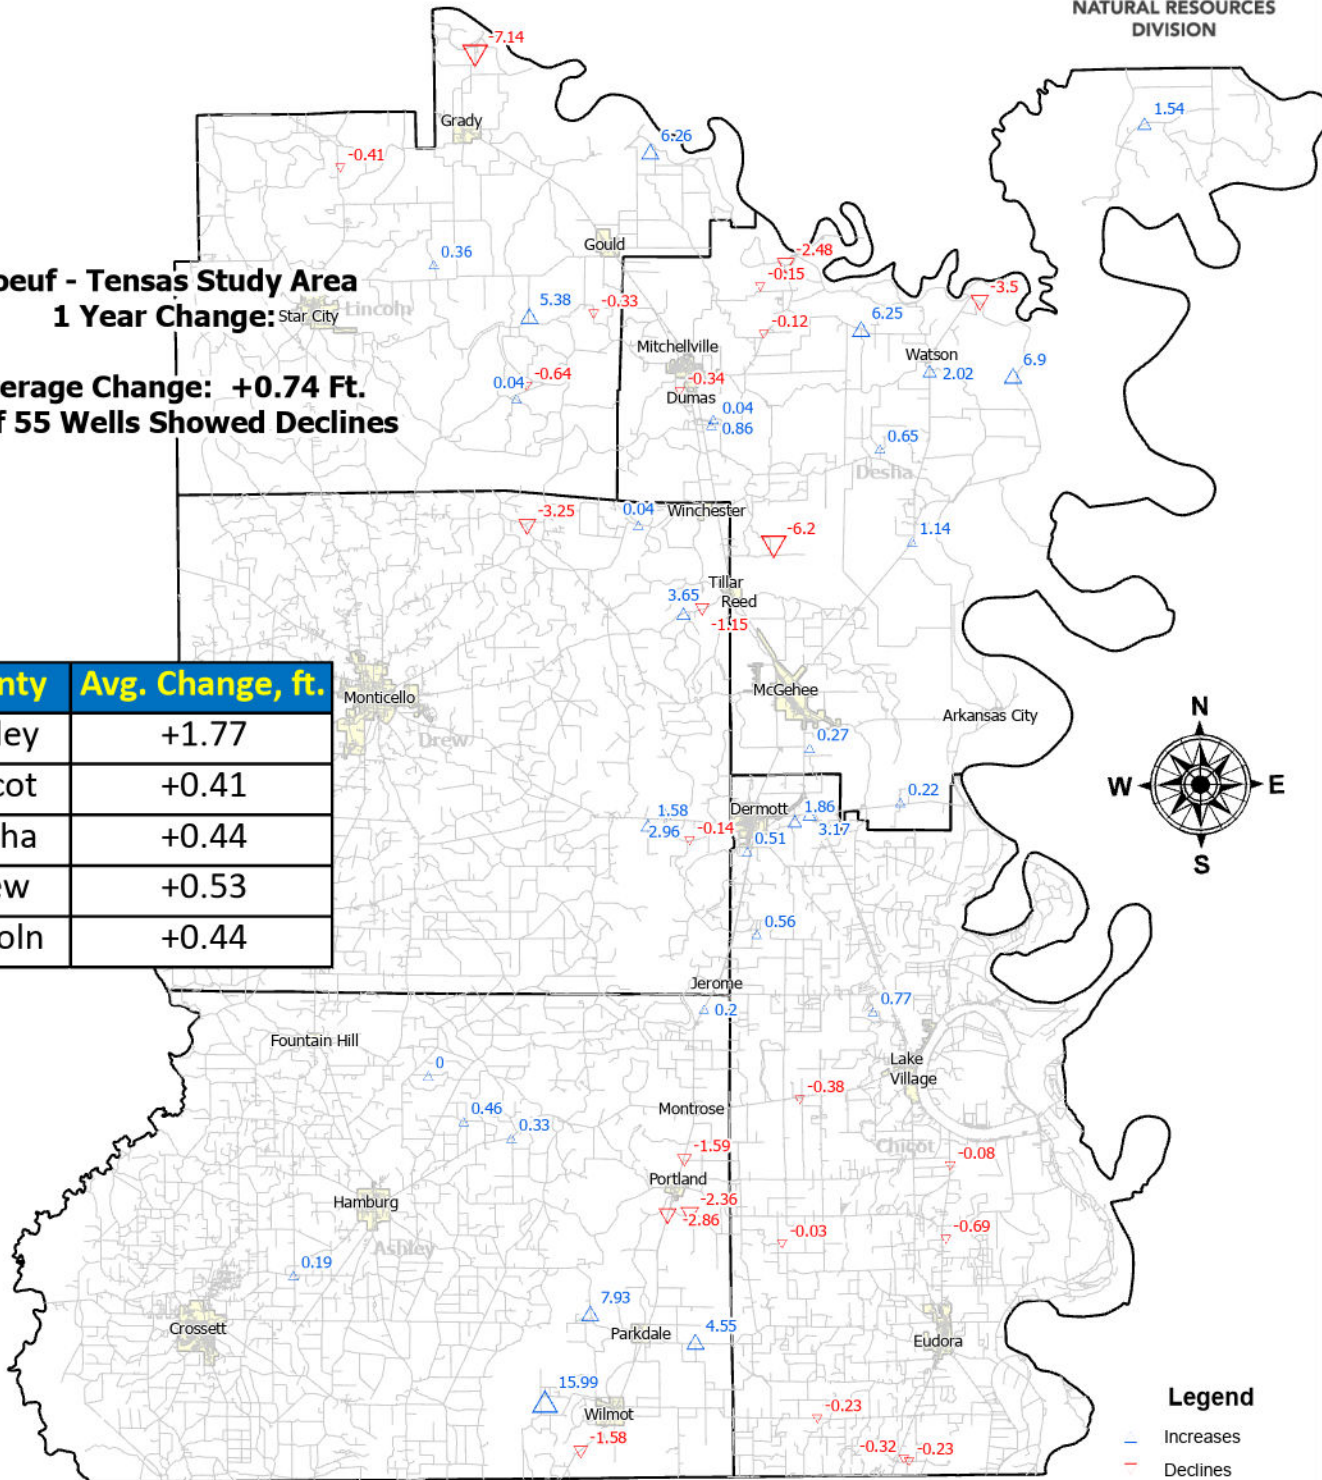 NATURAL RESOURCES
DIVISION
-7.14
1.54
Grady
6.26
-0.41
Gould
0.36
-2.48
-0.15
-3.5
oeuf - Tensas Study Area
1 Year Change:
Star City
Lincoln
5.38
-0.33
-0.12
6.25
Mitchellville
Watson
2.02
6.9
0.04
-0.64
-0.34
Dumas
0.04
0.86
erage Change: +0.74 Ft.
f 55 Wells Showed Declines
0.65
Desha
-3.25
0.04
Winchester
-6.2
1.14
Tillar
Reed
3.65
-1.15
nty Avg. Change, ft.
ley +1.77
cot +0.41
ha +0.44
ew +0.53
oln +0.44
Monticello
Drew
McGehee
Arkansas City
0.27
N
W E
S
0.22
Dermott
1.86
3.17
1.58
2.96
-0.14
0.51
0.56
Jerome
0.2
0.77
Fountain Hill
0
Lake
Village
-0.38
0.46
0.33
Montrose
Chicot
-1.59
-0.08
Portland
-2.36
-2.86
Hamburg
Ashley
-0.03
-0.69
0.19
Crossett
7.93
Parkdale
4.55
Eudora
15.99
Wilmot
-1.58
-0.23
-0.32
-0.23
Legend
Increases
Declines